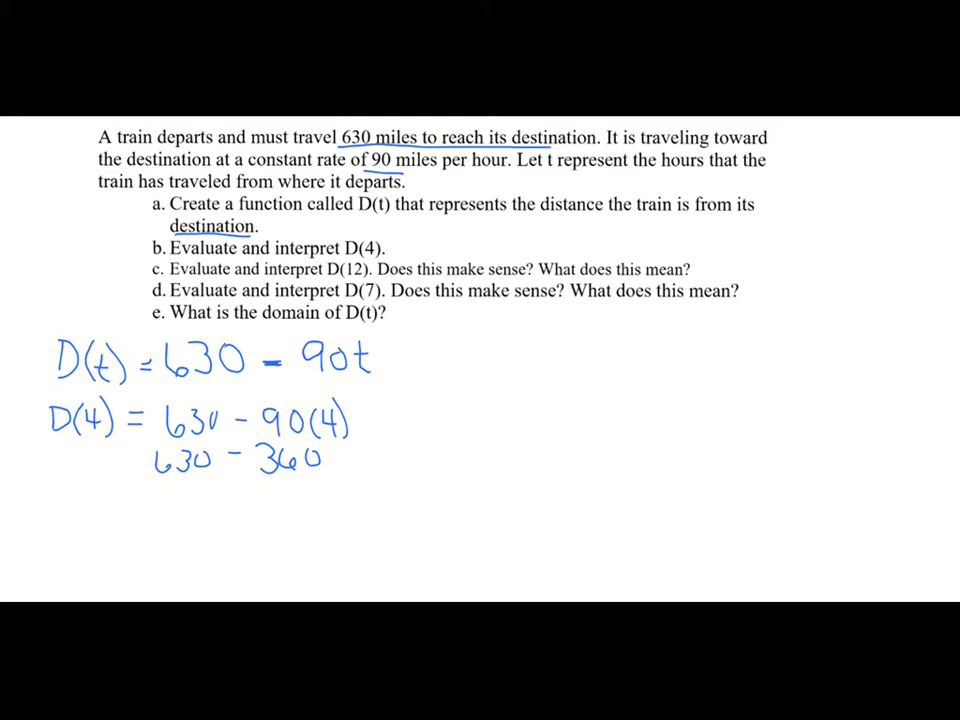 A train departs and must travel 630 miles to reach its destination. It is traveling toward
the destination at a constant rate of 90 miles per hour. Let t represent the hours that the
train has traveled from where it departs.
a. Create a function called D(t) that represents the distance the train is from its
destination.
b. Evaluate and interpret D(4).
c. Evaluate and interpret D(12). Does this make sense? What does this mean?
d. Evaluate and interpret D(7). Does this make sense? What does this mean?
e. What is the domain of D(t)?
D(t) = 630 - 90t
D(4) = 630 - 90(4)
630 - 360